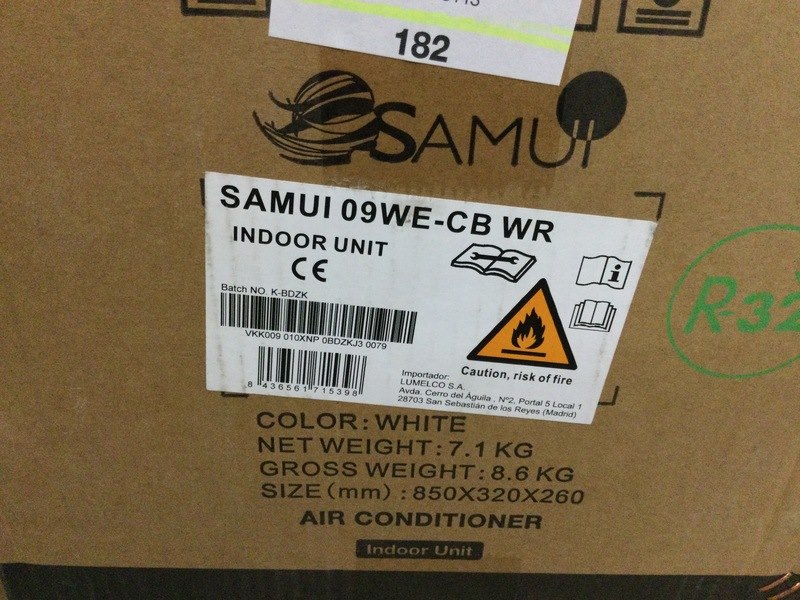 182
SAMUI
SAMUI 09WE-CB WR
INDOOR UNIT
CE
Batch NO. K-BDZK
VKK009 010XNP 0BDZKJ3 0079
8 436561 715398
Caution, risk of fire
Importador:
LUMELCO S.A.
Avda. Cerro del Águila , Nº2, Portal 5 Local 1
28703 San Sebastián de los Reyes (Madrid)
R-32
COLOR: WHITE
NET WEIGHT: 7.1 KG
GROSS WEIGHT: 8.6 KG
SIZE (mm) : 850X320X260
AIR CONDITIONER
Indoor Unit